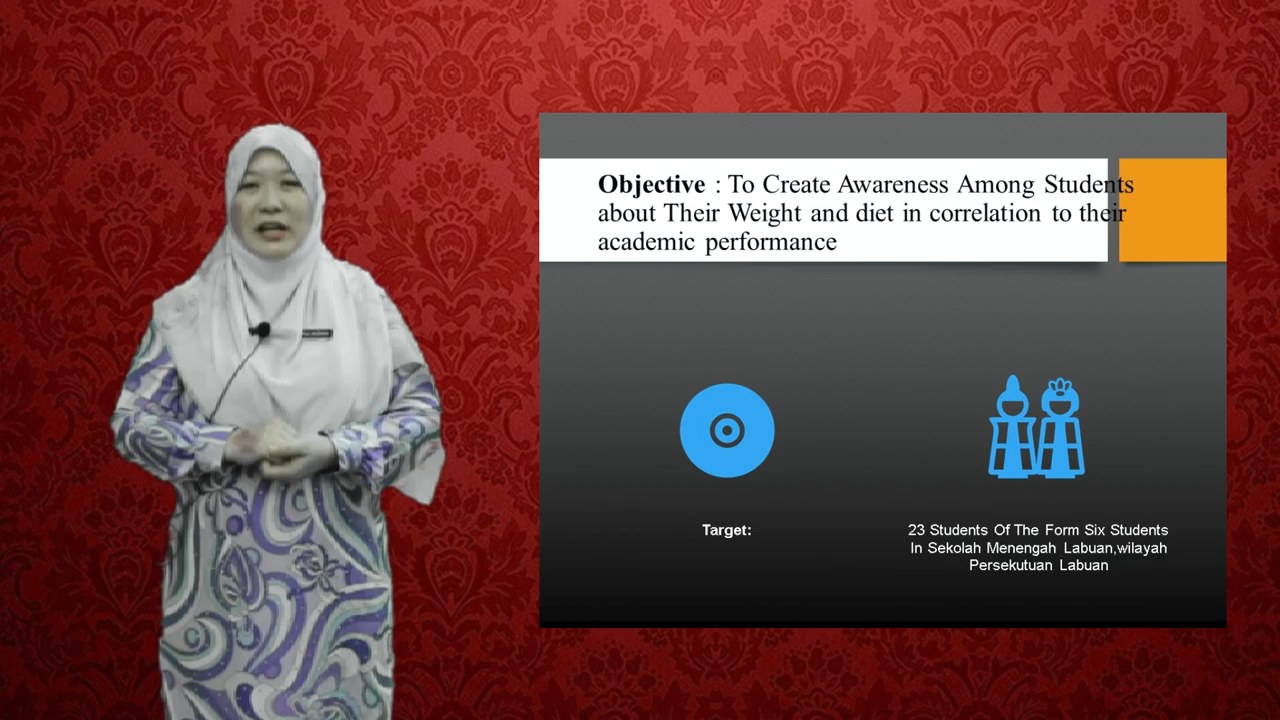 Objective : To Create Awareness Among Students
about Their Weight and diet in correlation to their
academic performance
Target:
23 Students Of The Form Six Students
In Sekolah Menengah Labuan,wilayah
Persekutuan Labuan